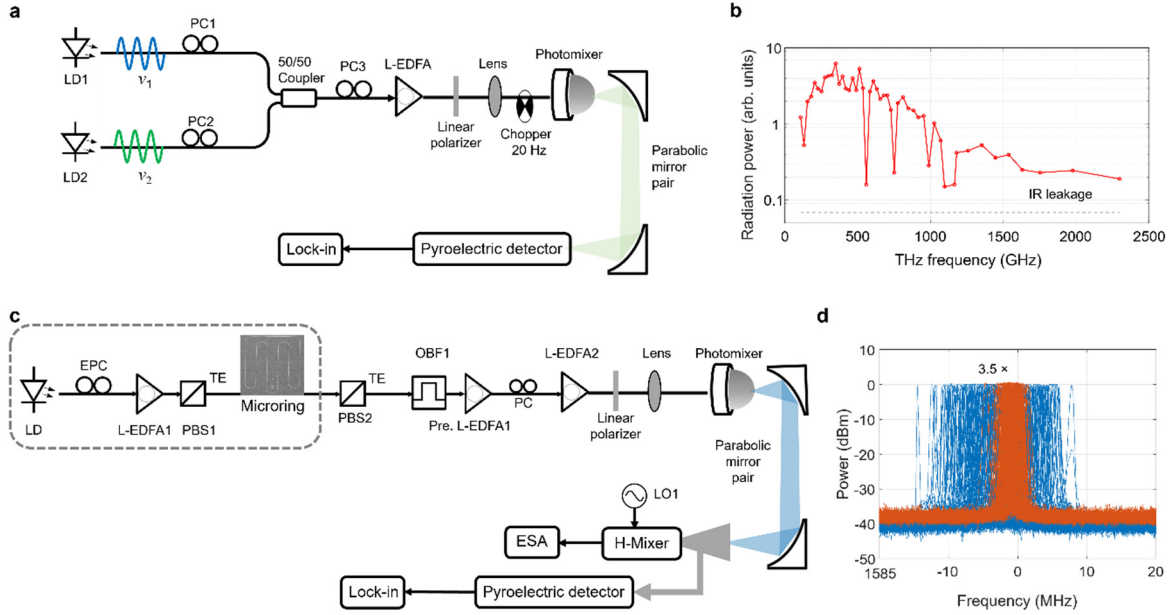 a
PC1
LD1
v1
50/50
Coupler
PC3
L-EDFA
Lens
Photomixer
PC2
LD2
v2
Linear
polarizer
Chopper
20 Hz
Parabolic
mirror
pair
Lock-in
Pyroelectric detector
b
Radiation power (arb. units)
10
1
0.1
IR leakage
0
500
1000
1500
2000
2500
THz frequency (GHz)
c
EPC
LD
L-EDFA1
PBS1
TE
Microring
TE
PBS2
OBF1
Pre. L-EDFA1
PC
L-EDFA2
Linear
polarizer
Lens
Photomixer
Parabolic
mirror
pair
LO1
ESA
H-Mixer
Lock-in
Pyroelectric detector
d
Power (dBm)
10
0
-10
-20
-30
-40
-50
3.5 ×
1585
-10
0
10
20
Frequency (MHz)